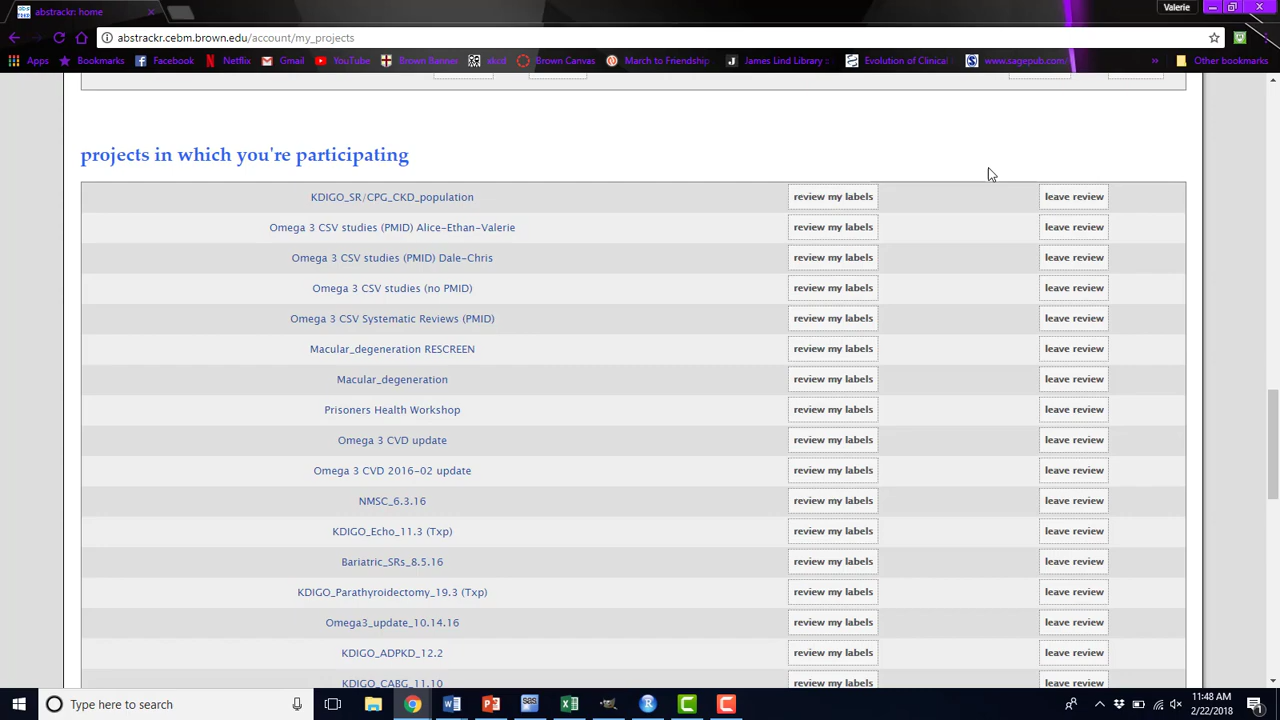 abstrackr: home
Valerie
abstrackr.cebm.brown.edu/account/my_projects
Apps Bookmarks Facebook Netflix Gmail YouTube Brown Banner xkcd Brown Canvas March to Friendship James Lind Library Evolution of Clinical www.sagepub.com/ » Other bookmarks
projects in which you're participating
KDIGO_SR/CPG_CKD_population review my labels leave review
Omega 3 CSV studies (PMID) Alice-Ethan-Valerie review my labels leave review
Omega 3 CSV studies (PMID) Dale-Chris review my labels leave review
Omega 3 CSV studies (no PMID) review my labels leave review
Omega 3 CSV Systematic Reviews (PMID) review my labels leave review
Macular_degeneration RESCREEN review my labels leave review
Macular_degeneration review my labels leave review
Prisoners Health Workshop review my labels leave review
Omega 3 CVD update review my labels leave review
Omega 3 CVD 2016-02 update review my labels leave review
NMSC_6.3.16 review my labels leave review
KDIGO_Echo_11.3 (Txp) review my labels leave review
Bariatric_SRs_8.5.16 review my labels leave review
KDIGO_Parathyroidectomy_19.3 (Txp) review my labels leave review
Omega3_update_10.14.16 review my labels leave review
KDIGO_ADPKD_12.2 review my labels leave review
KDIGO_CABG_11.10 review my labels leave review
Type here to search
11:48 AM
2/22/2018